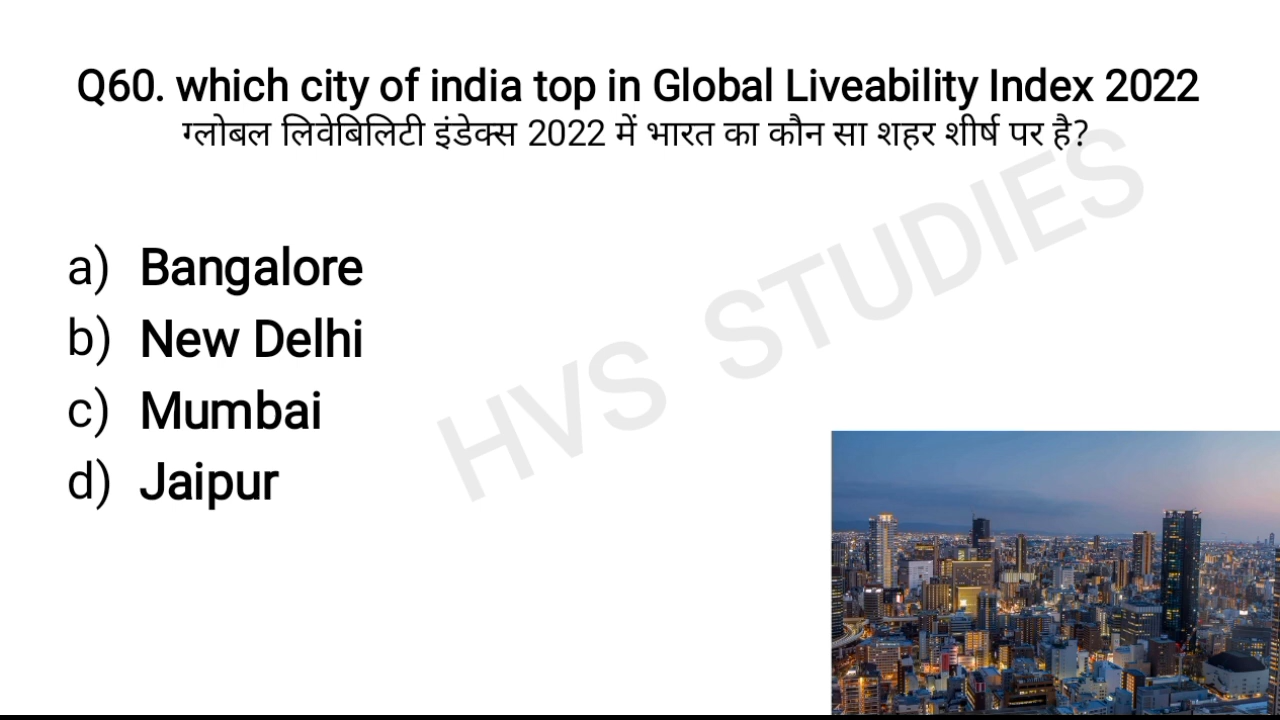 Q60. which city of india top in Global Liveability Index 2022
ग्लोबल लिवेबिलिटी इंडेक्स 2022 में भारत का कौन सा शहर शीर्ष पर है?
HVS STUDIES
a) Bangalore
b) New Delhi
c) Mumbai
d) Jaipur